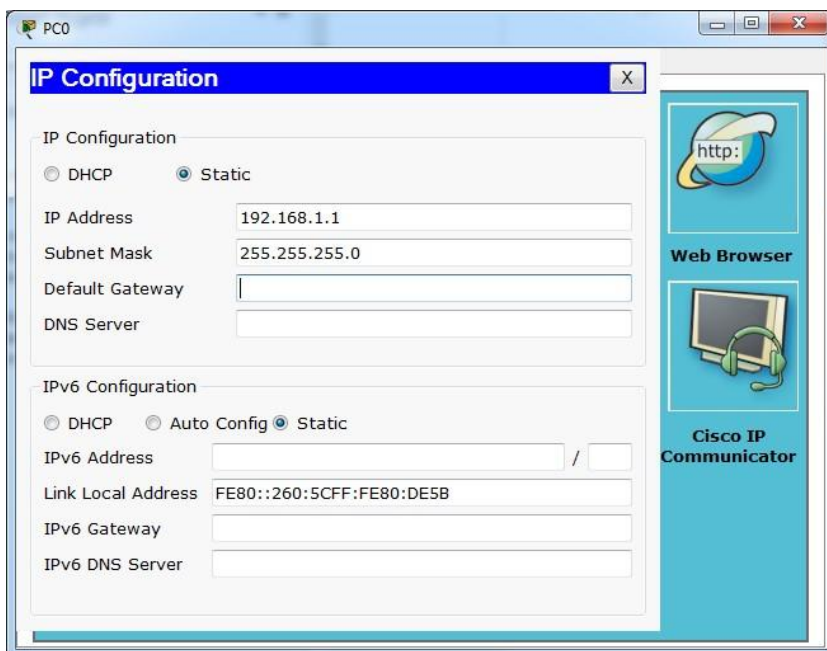 PC0
IP Configuration
X
IP Configuration
DHCP Static
IP Address 192.168.1.1
Subnet Mask 255.255.255.0
Default Gateway
DNS Server
IPv6 Configuration
DHCP Auto Config Static
IPv6 Address /
Link Local Address FE80::260:5CFF:FE80:DE5B
IPv6 Gateway
IPv6 DNS Server
http:
Web Browser
Cisco IP
Communicator